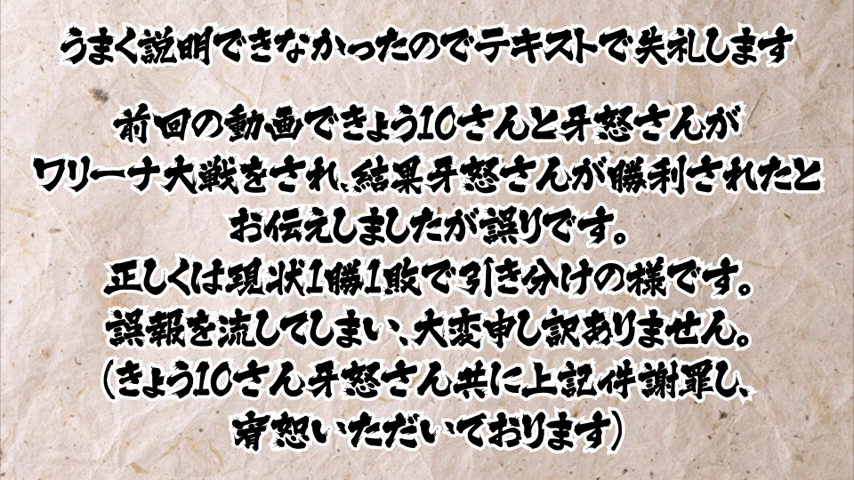 うまく説明できなかったのでテキストで失礼します
前回の動画できょう10さんと牙怒さんが
ワリーナ大戦をされ、結果牙怒さんが勝利されたと
お伝えしましたが誤りです。
正しくは現状1勝1敗で引き分けの様です。
誤報を流してしまい、大変申し訳ありません。
(きょう10さん牙怒さん共に上記件謝罪し、
宥恕いただいております)